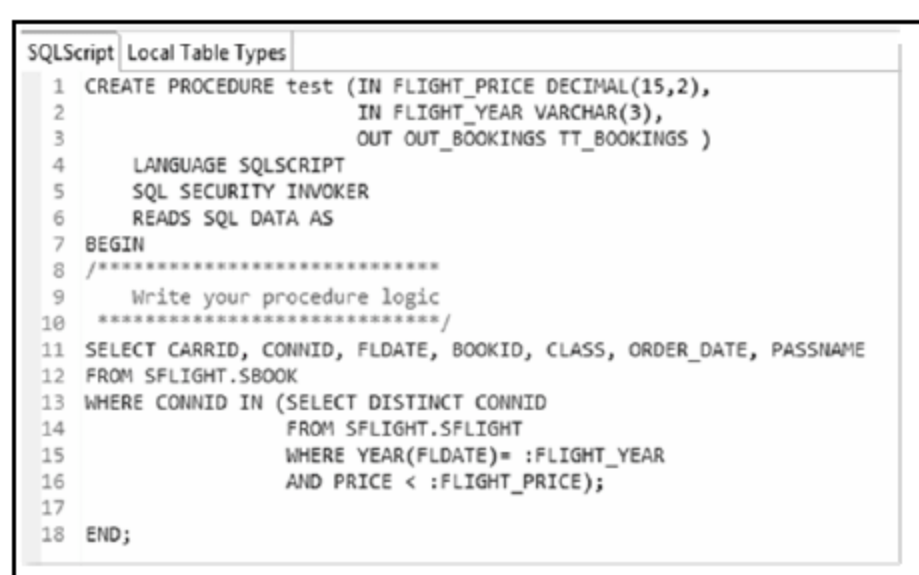 SQLScript Local Table Types
1 CREATE PROCEDURE test (IN FLIGHT_PRICE DECIMAL(15,2),
2 IN FLIGHT_YEAR VARCHAR(3),
3 OUT OUT_BOOKINGS TT_BOOKINGS )
4 LANGUAGE SQLSCRIPT
5 SQL SECURITY INVOKER
6 READS SQL DATA AS
7 BEGIN
8 /*****************************
9 Write your procedure logic
10 *****************************/
11 SELECT CARRID, CONNID, FLDATE, BOOKID, CLASS, ORDER_DATE, PASSNAME
12 FROM SFLIGHT.SBOOK
13 WHERE CONNID IN (SELECT DISTINCT CONNID
14 FROM SFLIGHT.SFLIGHT
15 WHERE YEAR(FLDATE)= :FLIGHT_YEAR
16 AND PRICE < :FLIGHT_PRICE);
17
18 END;